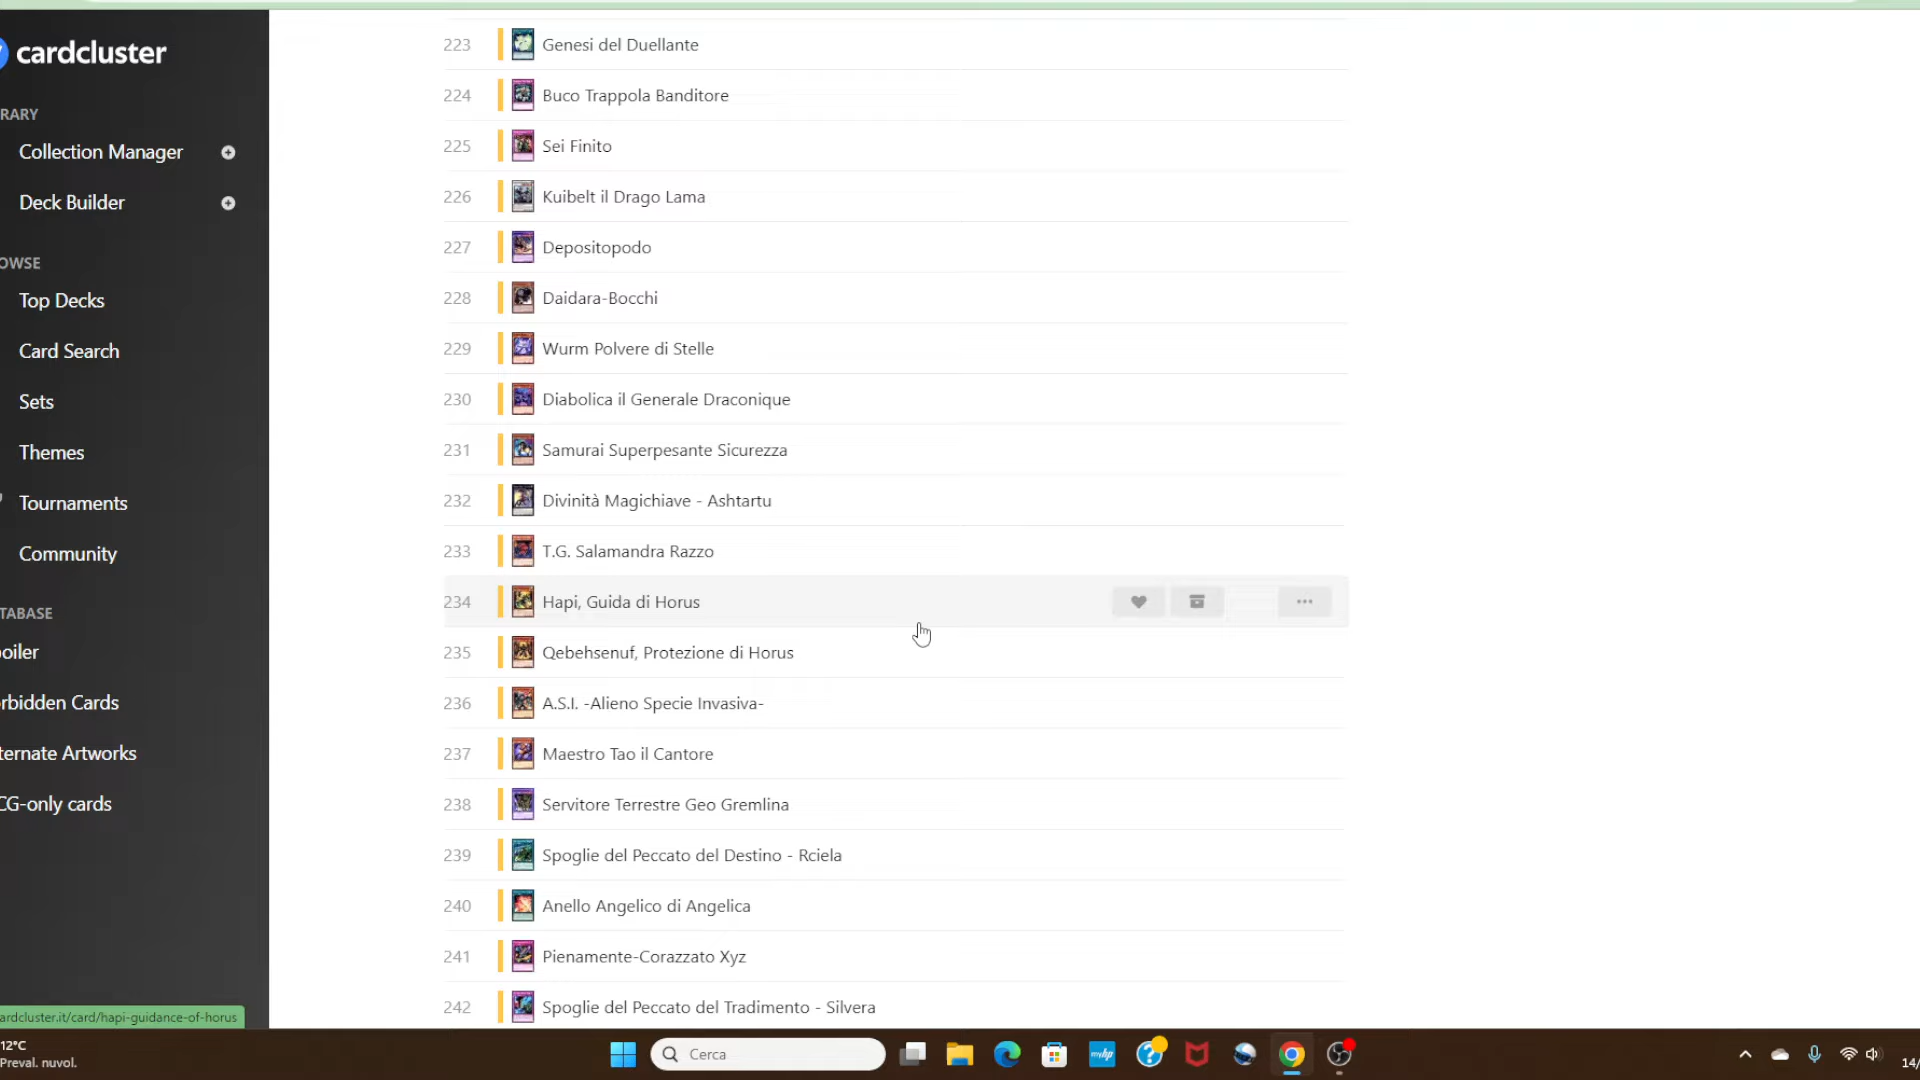 cardcluster
RARY
Collection Manager
Deck Builder
OWSE
Top Decks
Card Search
Sets
Themes
Tournaments
Community
TABASE
oiler
rbidden Cards
ternate Artworks
CG-only cards
223 Genesi del Duellante
224 Buco Trappola Banditore
225 Sei Finito
226 Kuibelt il Drago Lama
227 Depositopodo
228 Daidara-Bocchi
229 Wurm Polvere di Stelle
230 Diabolica il Generale Draconique
231 Samurai Superpesante Sicurezza
232 Divinità Magichiave - Ashtartu
233 T.G. Salamandra Razzo
234 Hapi, Guida di Horus
235 Qebehsenuf, Protezione di Horus
236 A.S.I. -Alieno Specie Invasiva-
237 Maestro Tao il Cantore
238 Servitore Terrestre Geo Gremlina
239 Spoglie del Peccato del Destino - Rciela
240 Anello Angelico di Angelica
241 Pienamente-Corazzato Xyz
242 Spoglie del Peccato del Tradimento - Silvera
ardcluster.it/card/hapi-guidance-of-horus
12°C
Preval. nuvol.
Cerca
myhp
14/